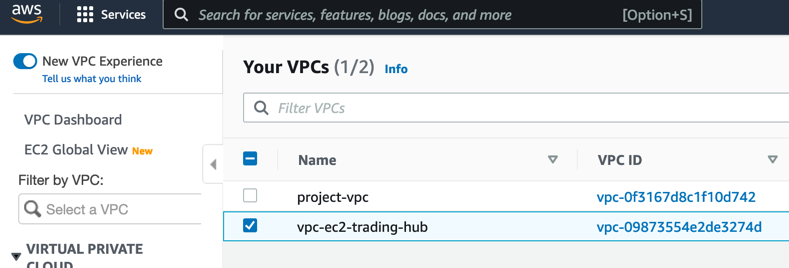 aws
Services
Search for services, features, blogs, docs, and more
[Option+S]
New VPC Experience
Tell us what you think
VPC Dashboard
EC2 Global View New
Filter by VPC:
Select a VPC
VIRTUAL PRIVATE
CLOUD
Your VPCs (1/2) Info
Filter VPCs
Name VPC ID
project-vpc vpc-0f3167d8c1f10d742
vpc-ec2-trading-hub vpc-09873554e2de3274d